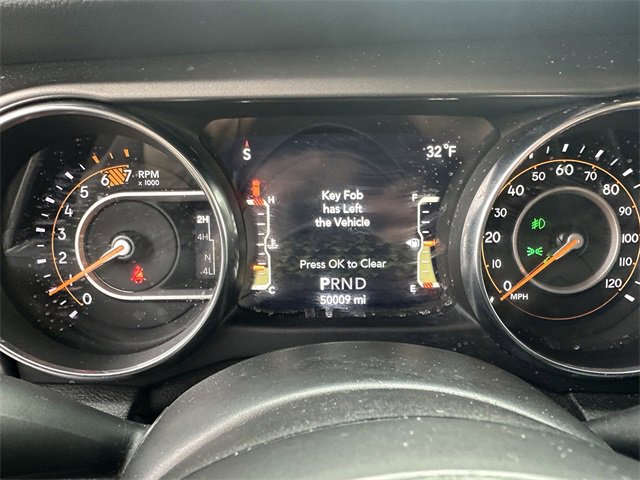 S
32°F
Key Fob
has Left
the Vehicle
Press OK to Clear
PRND
50009 mi
H
C
F
E
RPM
x 1000
0
1
2
3
4
5
6
7
2H
4H
N
4L
0
10
20
30
40
50
60
70
80
90
100
110
120
MPH